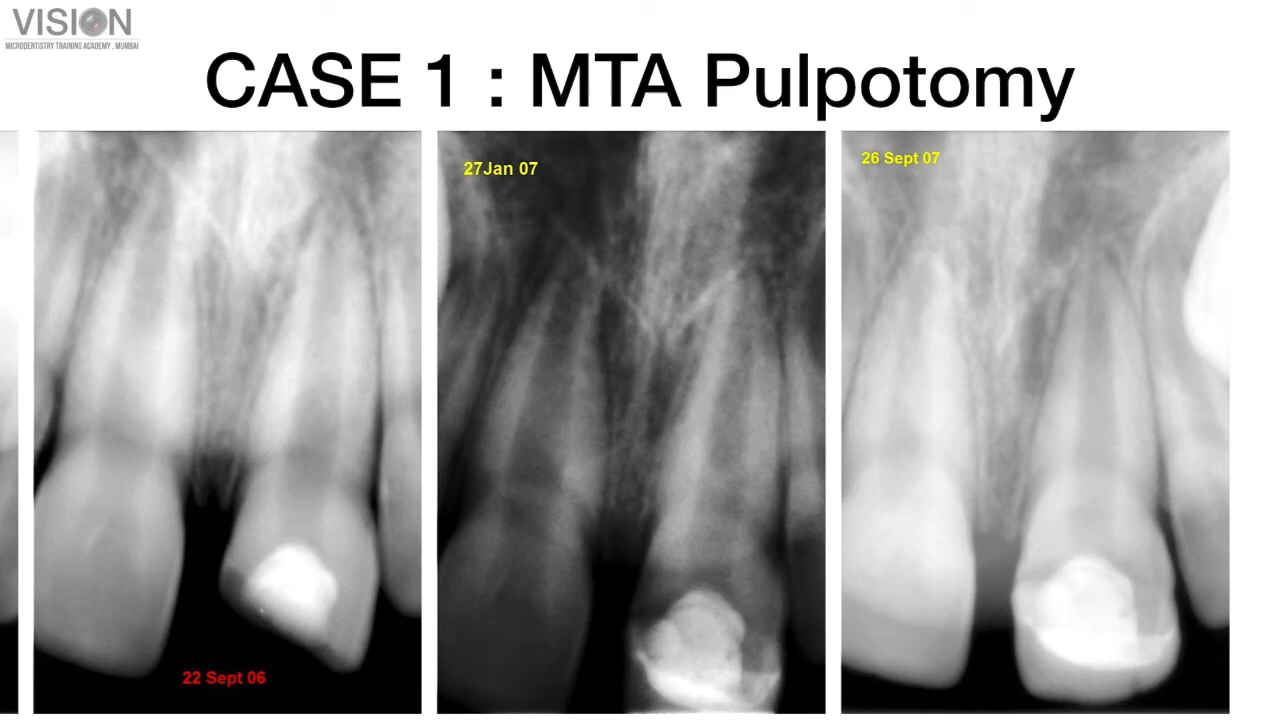 VISION
MICRODENTISTRY TRAINING ACADEMY , MUMBAI
CASE 1 : MTA Pulpotomy
27Jan 07
26 Sept 07
22 Sept 06